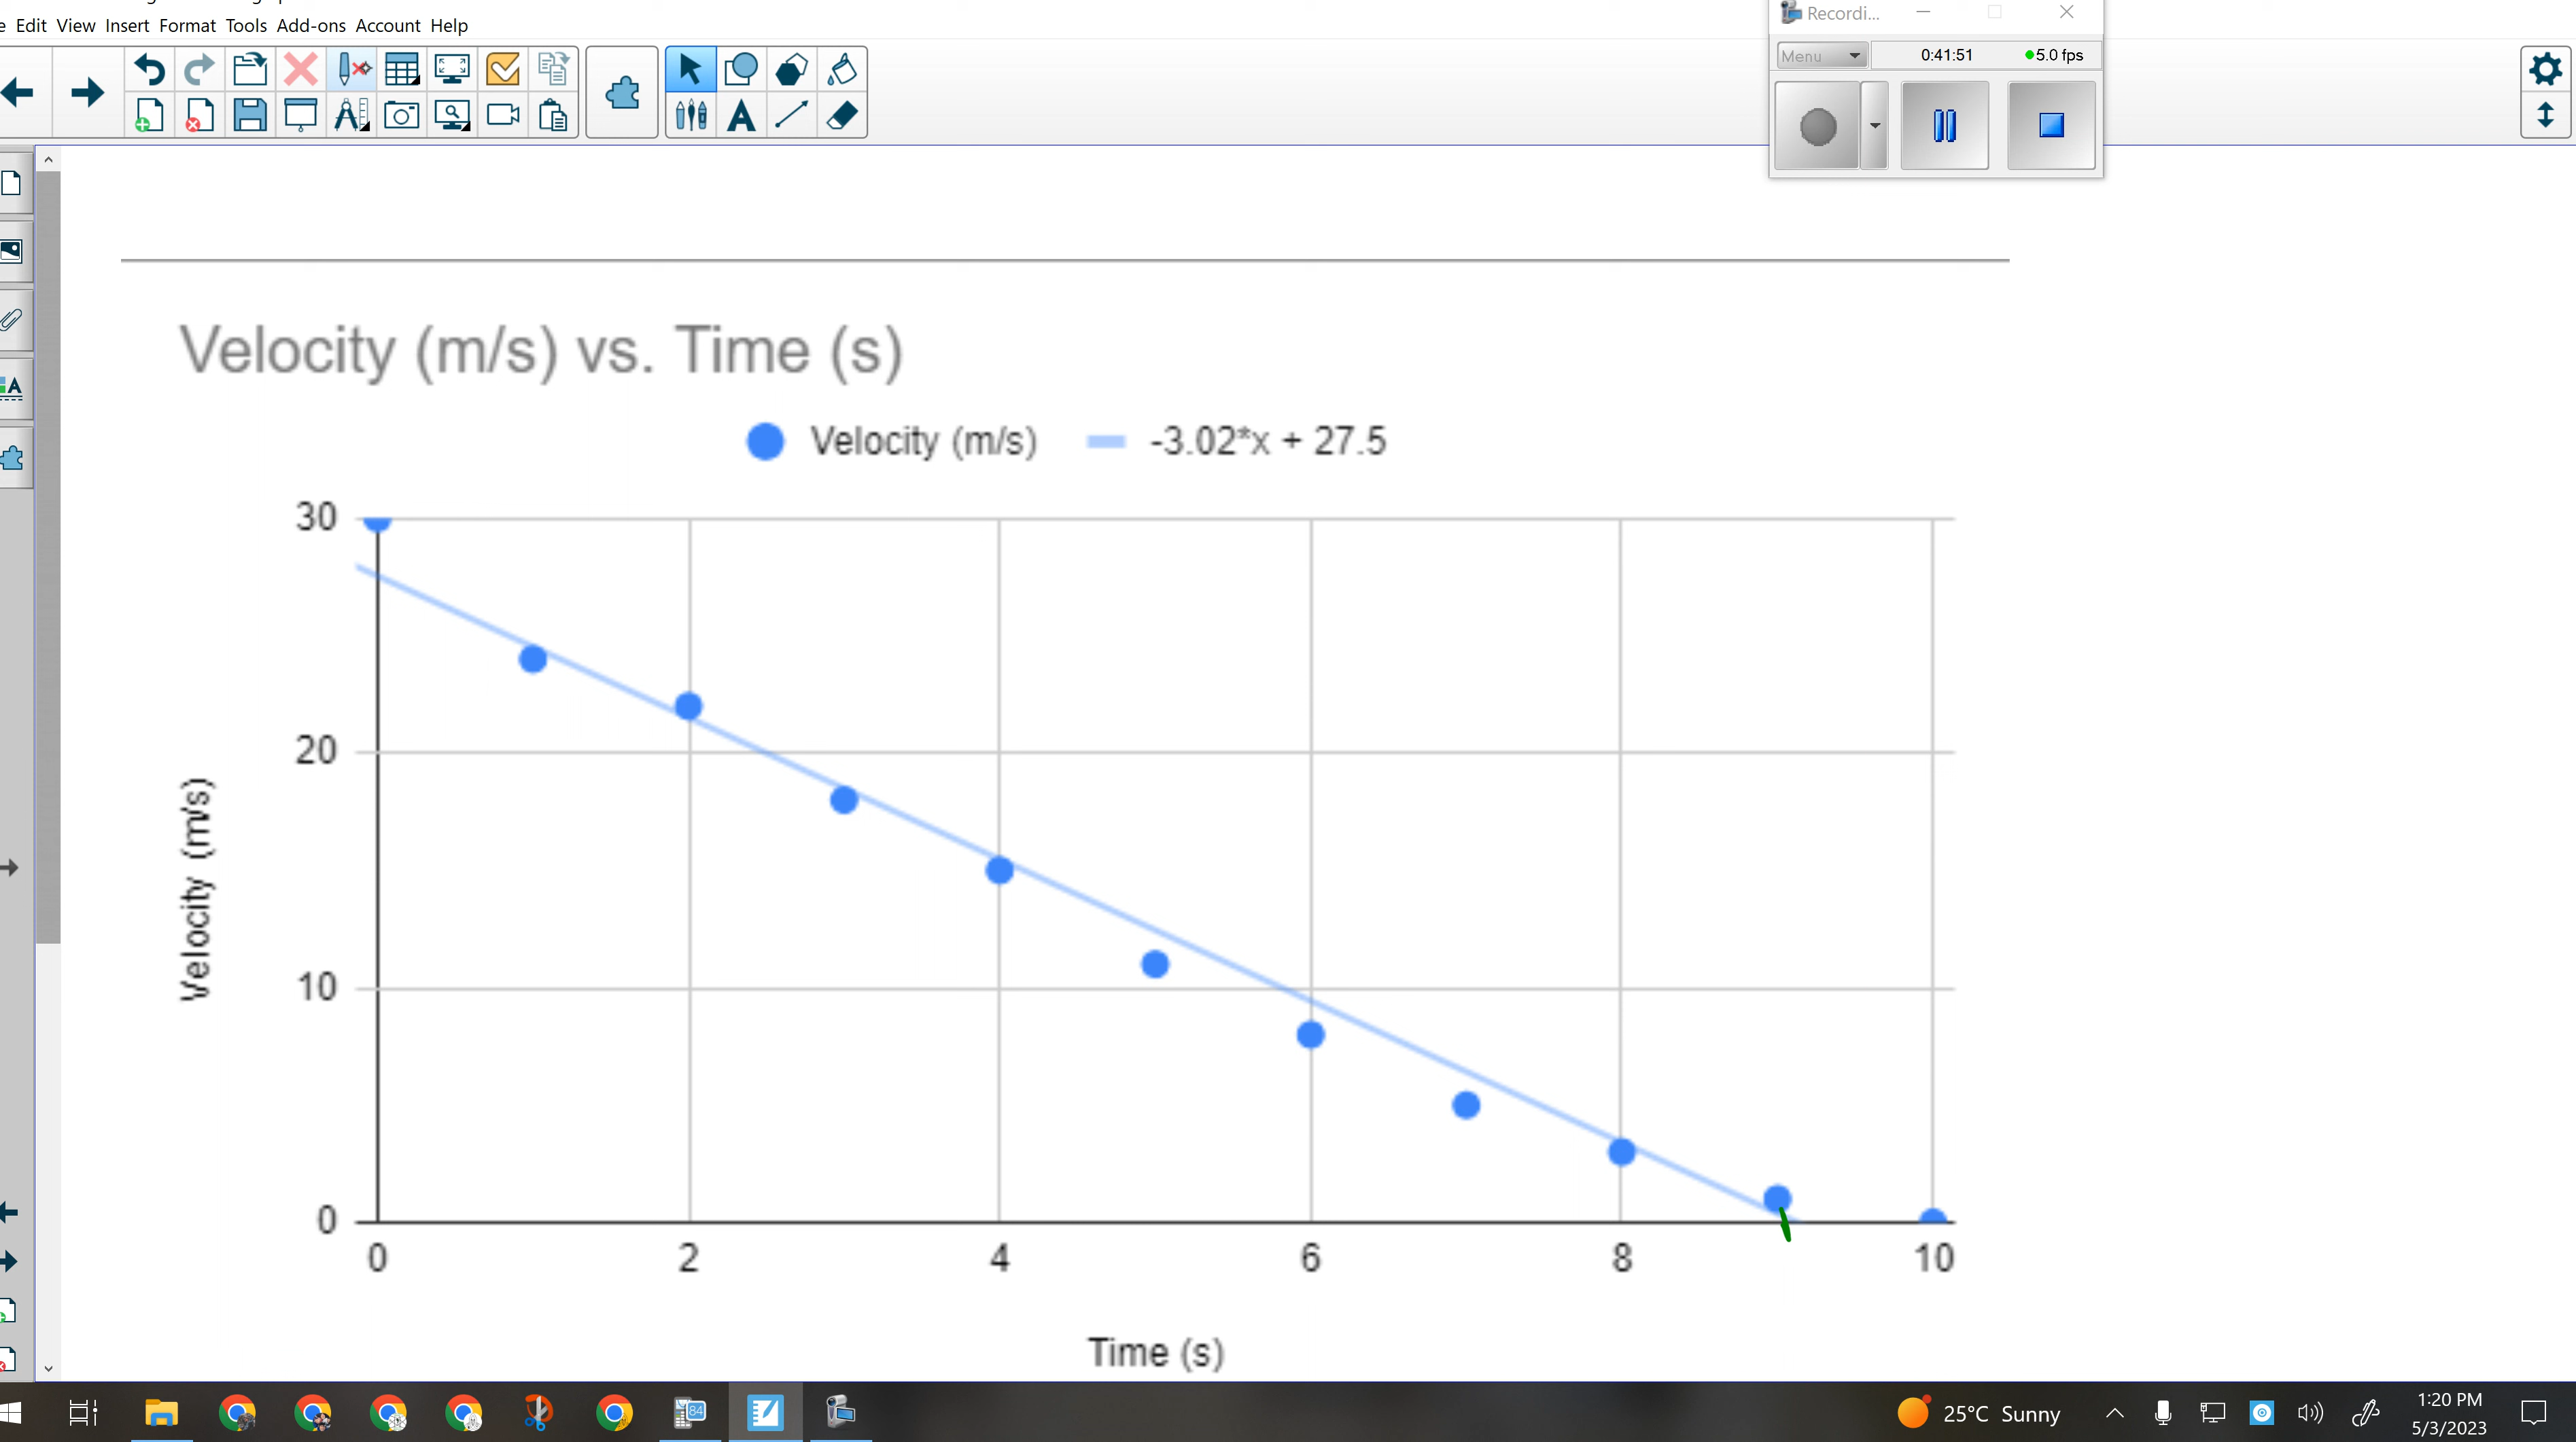 Edit View Insert Format Tools Add-ons Account Help
Recordi...
Menu
0:41:51
5.0 fps
A
A
Velocity (m/s) vs. Time (s)
Velocity (m/s) -3.02*x + 27.5
30
20
10
0
Velocity (m/s)
0 2 4 6 8 10
Time (s)
84
25°C Sunny
1:20 PM
5/3/2023